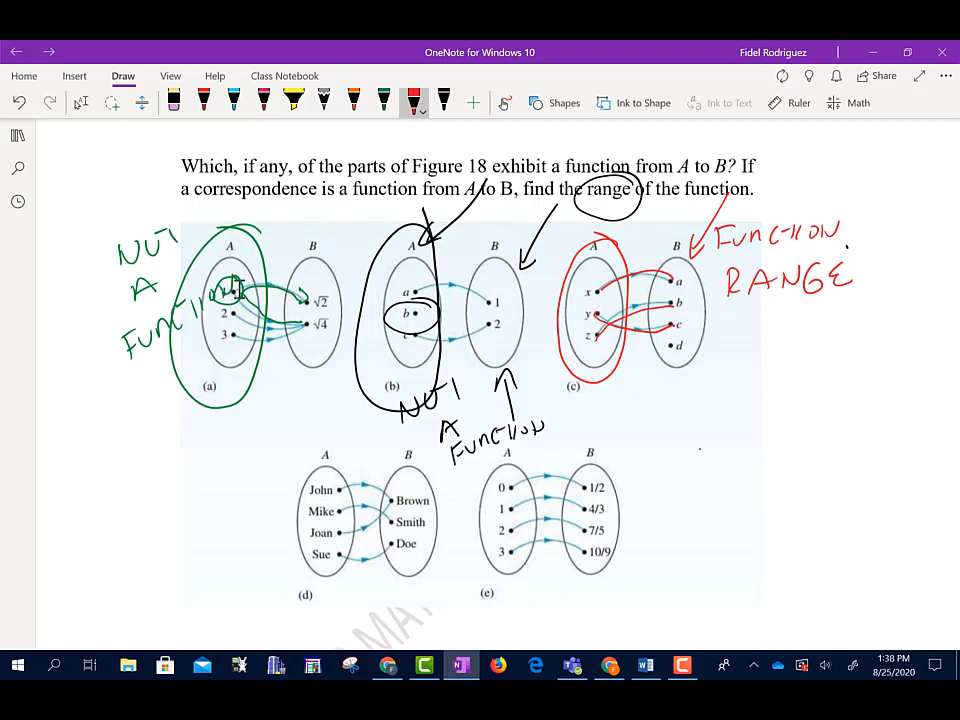 OneNote for Windows 10
Fidel Rodriguez
Home Insert Draw View Help Class Notebook
Share
Shapes Ink to Shape Ink to Text Ruler Math
Which, if any, of the parts of Figure 18 exhibit a function from A to B? If
a correspondence is a function from A to B, find the range of the function.
NOT
A
FUNCTION
A B
2
3
√2
√4
(a)
A B
a
b
c
1
2
(b)
NOT
A
FUNCTION
A B
x
y
z
a
b
c
d
(c)
FUNCTION
RANGE
A B
John
Mike
Joan
Sue
Brown
Smith
Doe
(d)
A B
0
1
2
3
1/2
4/3
7/5
10/9
(e)
1:38 PM
8/25/2020